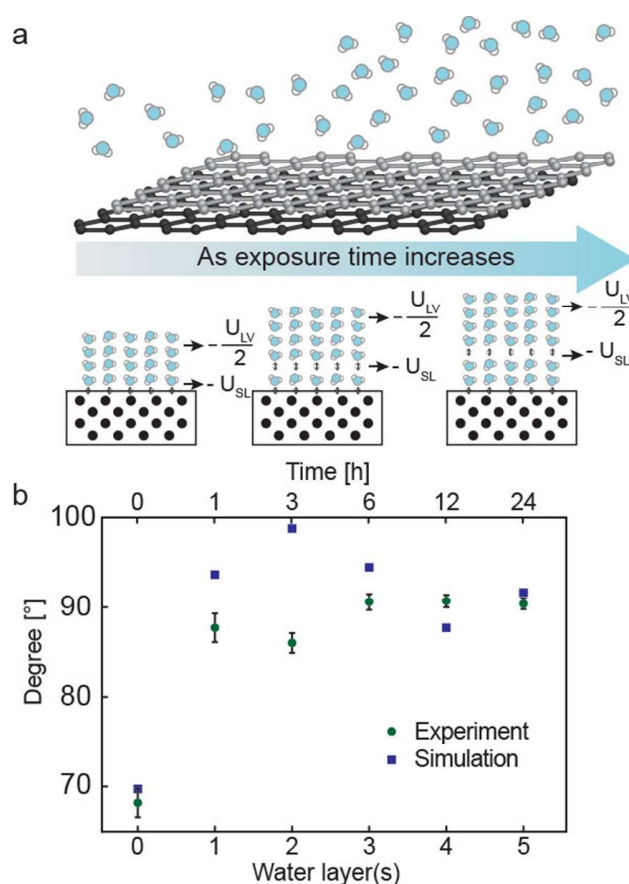 a
As exposure time increases
U_LV
2
- U_SL
- U_LV
2
- U_SL
- U_LV
2
- U_SL
Time [h]
b
0 1 3 6 12 24
100
90
80
70
Degree [°]
Experiment
Simulation
0 1 2 3 4 5
Water layer(s)